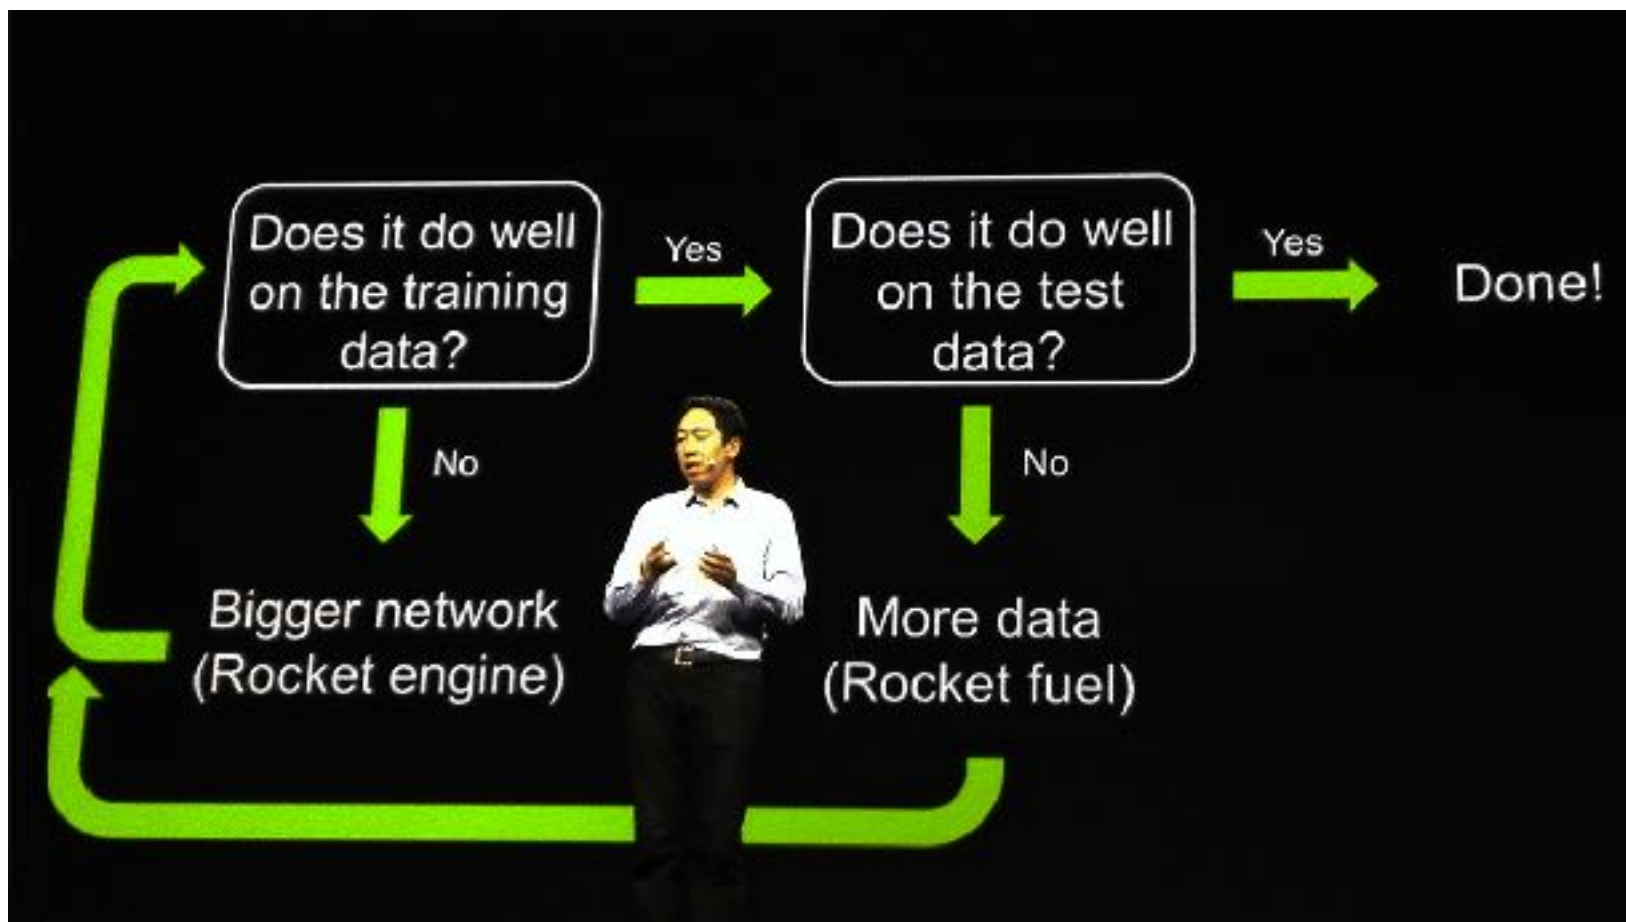 Does it do well
on the training
data?
Yes
Does it do well
on the test
data?
Yes
Done!
No
No
Bigger network
(Rocket engine)
More data
(Rocket fuel)